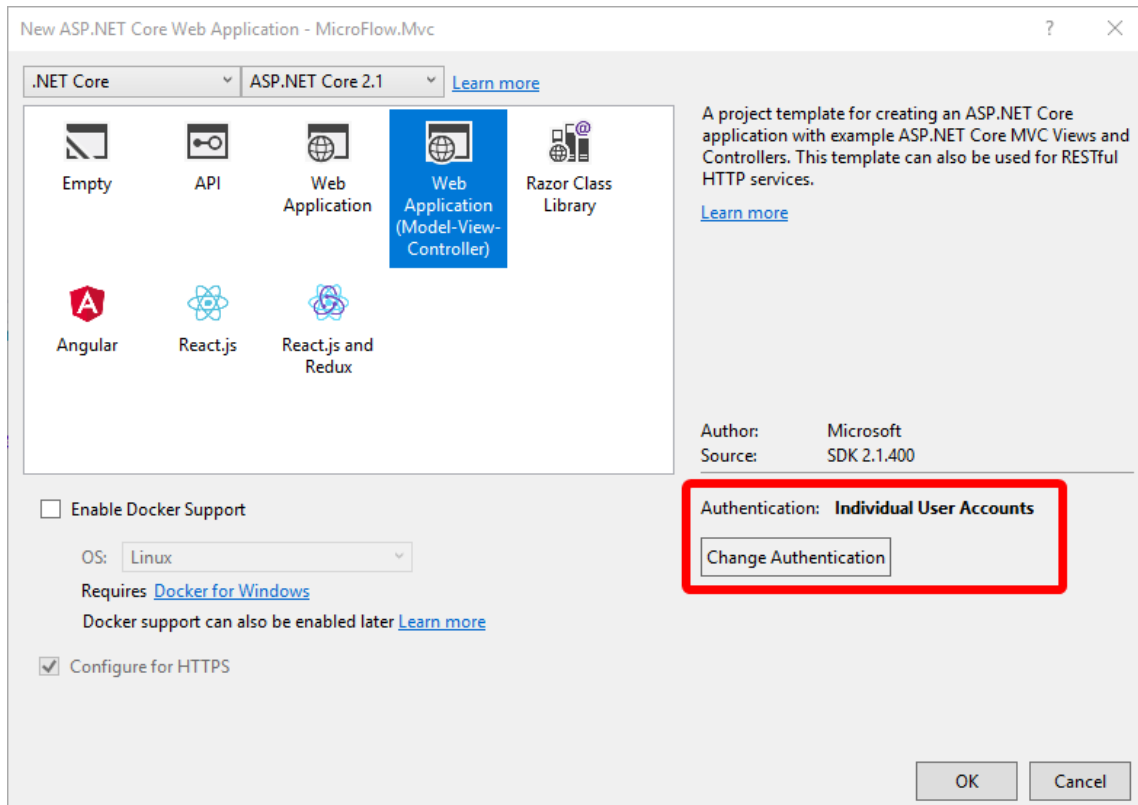 New ASP.NET Core Web Application - MicroFlow.Mvc
?
.NET Core
ASP.NET Core 2.1
Learn more
Empty
API
Web
Application
Web
Application
(Model-View-
Controller)
Razor Class
Library
Angular
React.js
React.js and
Redux
A project template for creating an ASP.NET Core
application with example ASP.NET Core MVC Views and
Controllers. This template can also be used for RESTful
HTTP services.
Learn more
Author: Microsoft
Source: SDK 2.1.400
Authentication: Individual User Accounts
Change Authentication
Enable Docker Support
OS: Linux
Requires Docker for Windows
Docker support can also be enabled later Learn more
Configure for HTTPS
OK
Cancel